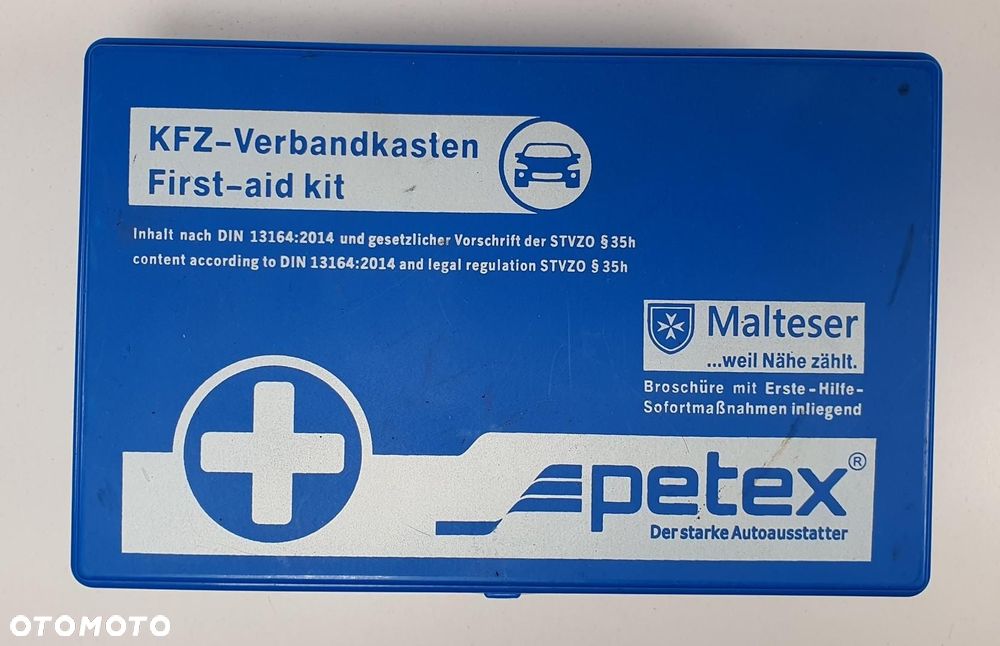 KFZ-Verbandkasten
First-aid kit
Inhalt nach DIN 13164:2014 und gesetzlicher Vorschrift der STVZO §35h
content according to DIN 13164:2014 and legal regulation STVZO §35h
Malteser
...weil Nähe zählt.
Broschüre mit Erste-Hilfe-
Sofortmaßnahmen inliegend
petex®
Der starke Autoausstatter
OTOMOTO